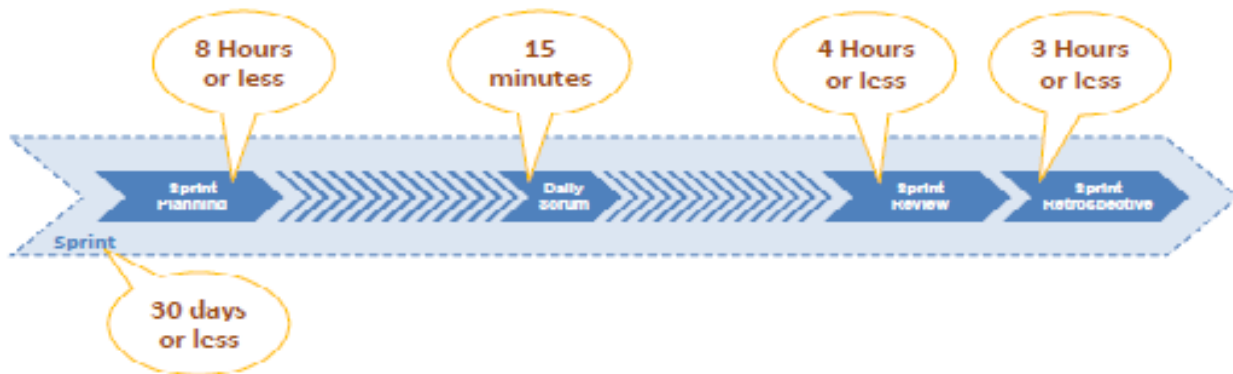 8 Hours
or less
15
minutes
4 Hours
or less
3 Hours
or less
Sprint
Planning
Daily
Scrum
Sprint
Review
Sprint
Retrospective
Sprint
30 days
or less